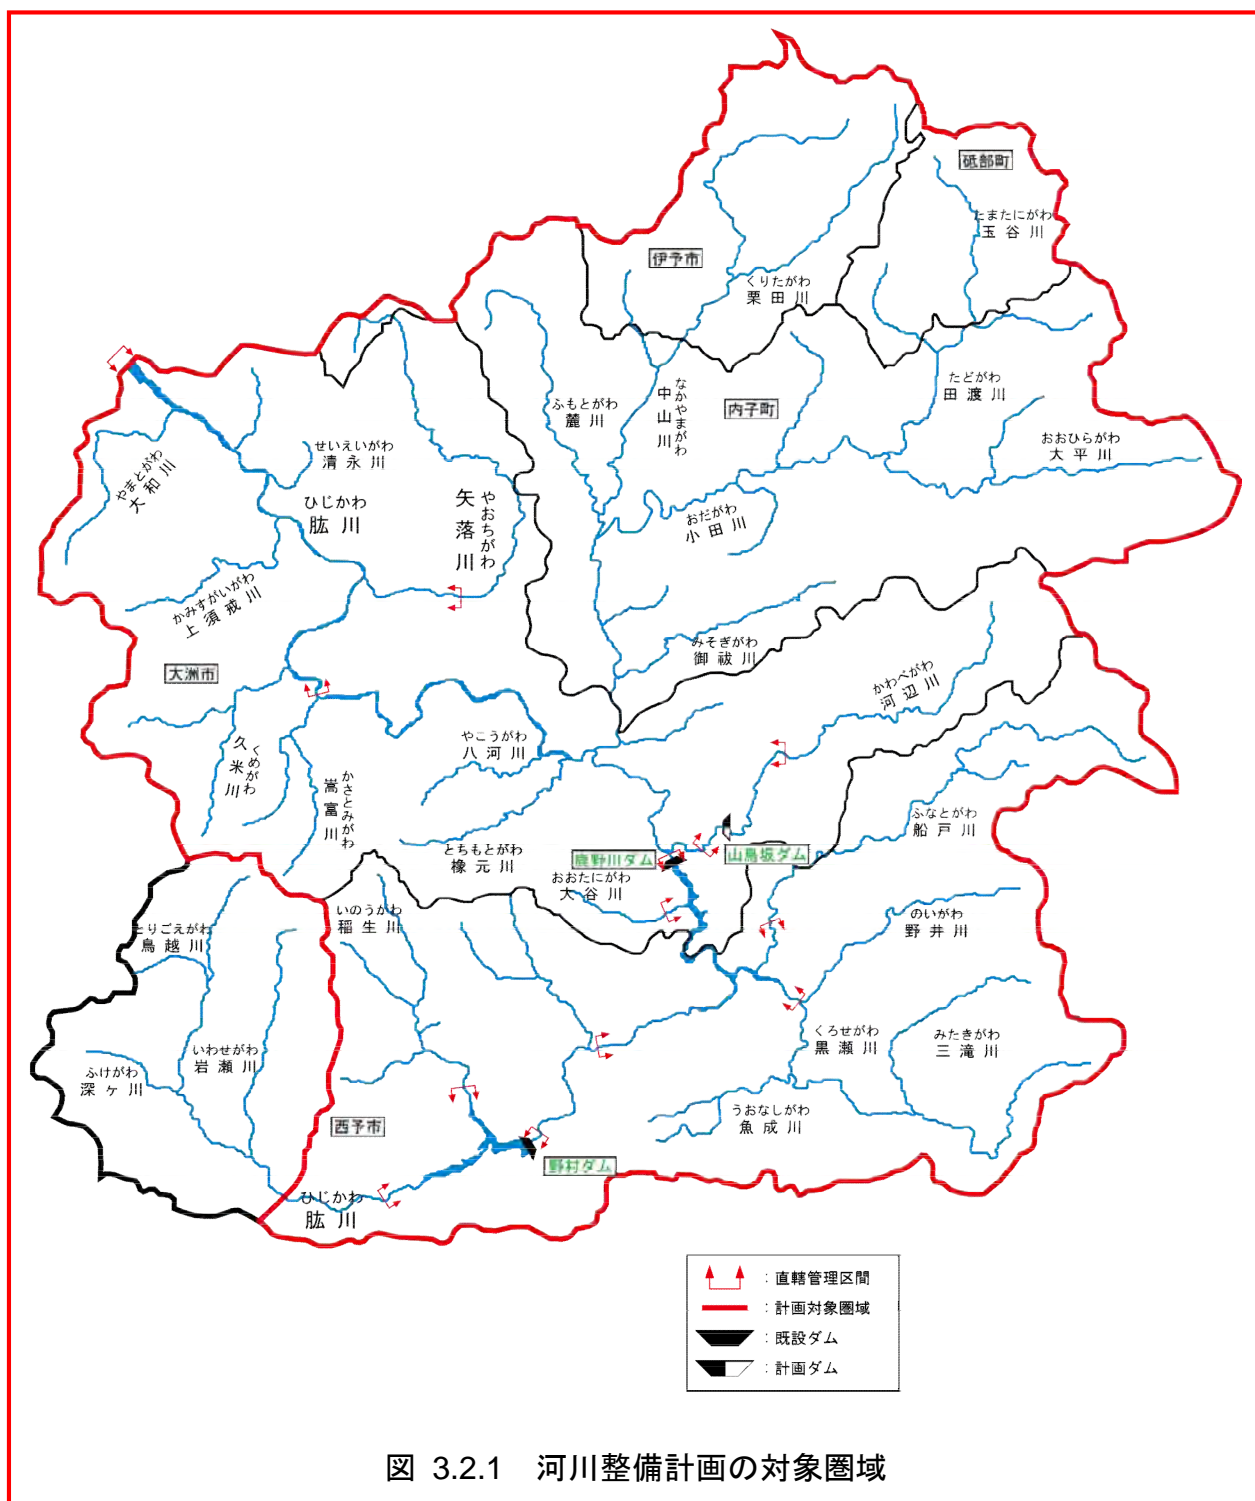 砥部町
たまたにがわ
玉谷川
伊予市
くりたがわ
栗田川
たどがわ
田渡川
ふもとがわ
麓川
なかやまがわ
中山川
内子町
おおひらがわ
大平川
せいえいがわ
清永川
やまとがわ
大和川
ひじかわ
肱川
やおちがわ
矢落川
おだがわ
小田川
かみすがいがわ
上須戒川
みそぎがわ
御祓川
大洲市
かわべがわ
河辺川
くめがわ
久米川
やこうがわ
八河川
かさとみがわ
嵩富川
ふなとがわ
船戸川
とちもとがわ
橡元川
鹿野川ダム
山鳥坂ダム
おおたにがわ
大谷川
いのうがわ
稲生川
のいがわ
野井川
とりごえがわ
鳥越川
いわせがわ
岩瀬川
くろせがわ
黒瀬川
みたきがわ
三滝川
ふけがわ
深ヶ川
うおなしがわ
魚成川
西予市
野村ダム
ひじかわ
肱川
：直轄管理区間
：計画対象圏域
：既設ダム
：計画ダム
図 3.2.1　河川整備計画の対象圏域